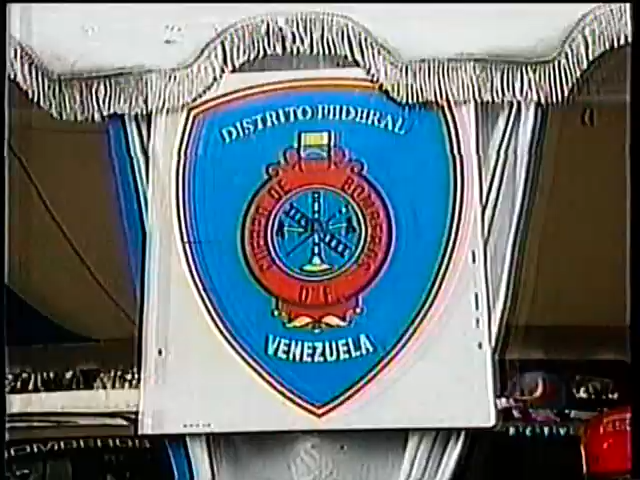 DISTRITO FEDERAL
CUERPO DE BOMBEROS
D F
VENEZUELA